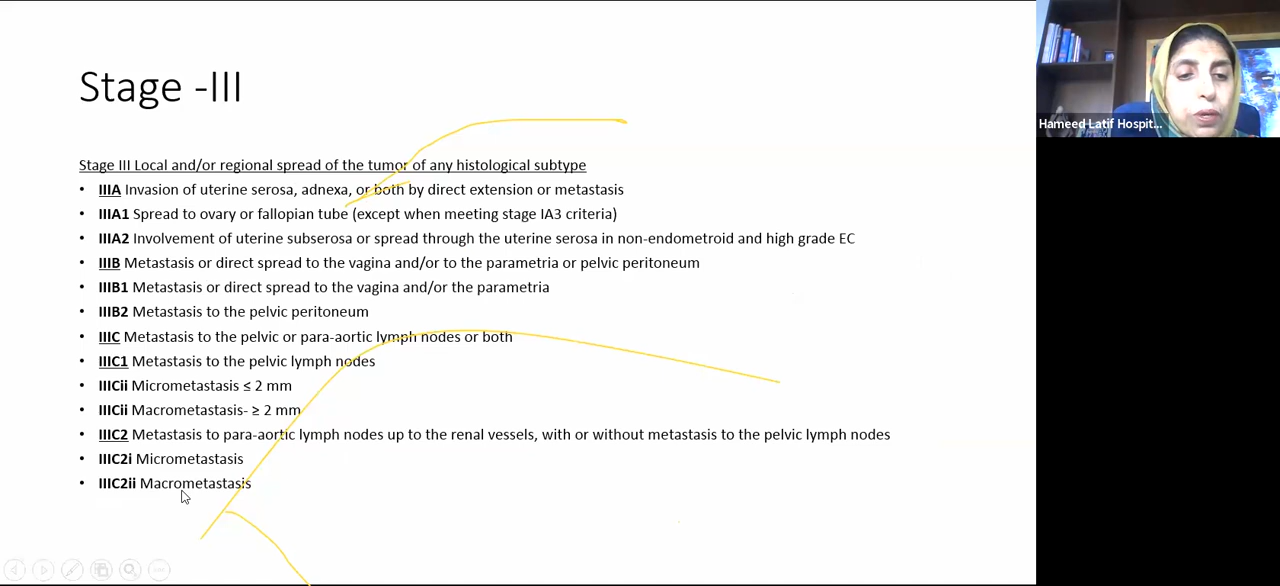 Stage -III
Stage III Local and/or regional spread of the tumor of any histological subtype
• IIIA Invasion of uterine serosa, adnexa, or both by direct extension or metastasis
• IIIA1 Spread to ovary or fallopian tube (except when meeting stage IA3 criteria)
• IIIA2 Involvement of uterine subserosa or spread through the uterine serosa in non-endometroid and high grade EC
• IIIB Metastasis or direct spread to the vagina and/or to the parametria or pelvic peritoneum
• IIIB1 Metastasis or direct spread to the vagina and/or the parametria
• IIIB2 Metastasis to the pelvic peritoneum
• IIIC Metastasis to the pelvic or para-aortic lymph nodes or both
• IIIC1 Metastasis to the pelvic lymph nodes
• IIICii Micrometastasis ≤ 2 mm
• IIICii Macrometastasis- ≥ 2 mm
• IIIC2 Metastasis to para-aortic lymph nodes up to the renal vessels, with or without metastasis to the pelvic lymph nodes
• IIIC2i Micrometastasis
• IIIC2ii Macrometastasis
Hameed Latif Hospit...